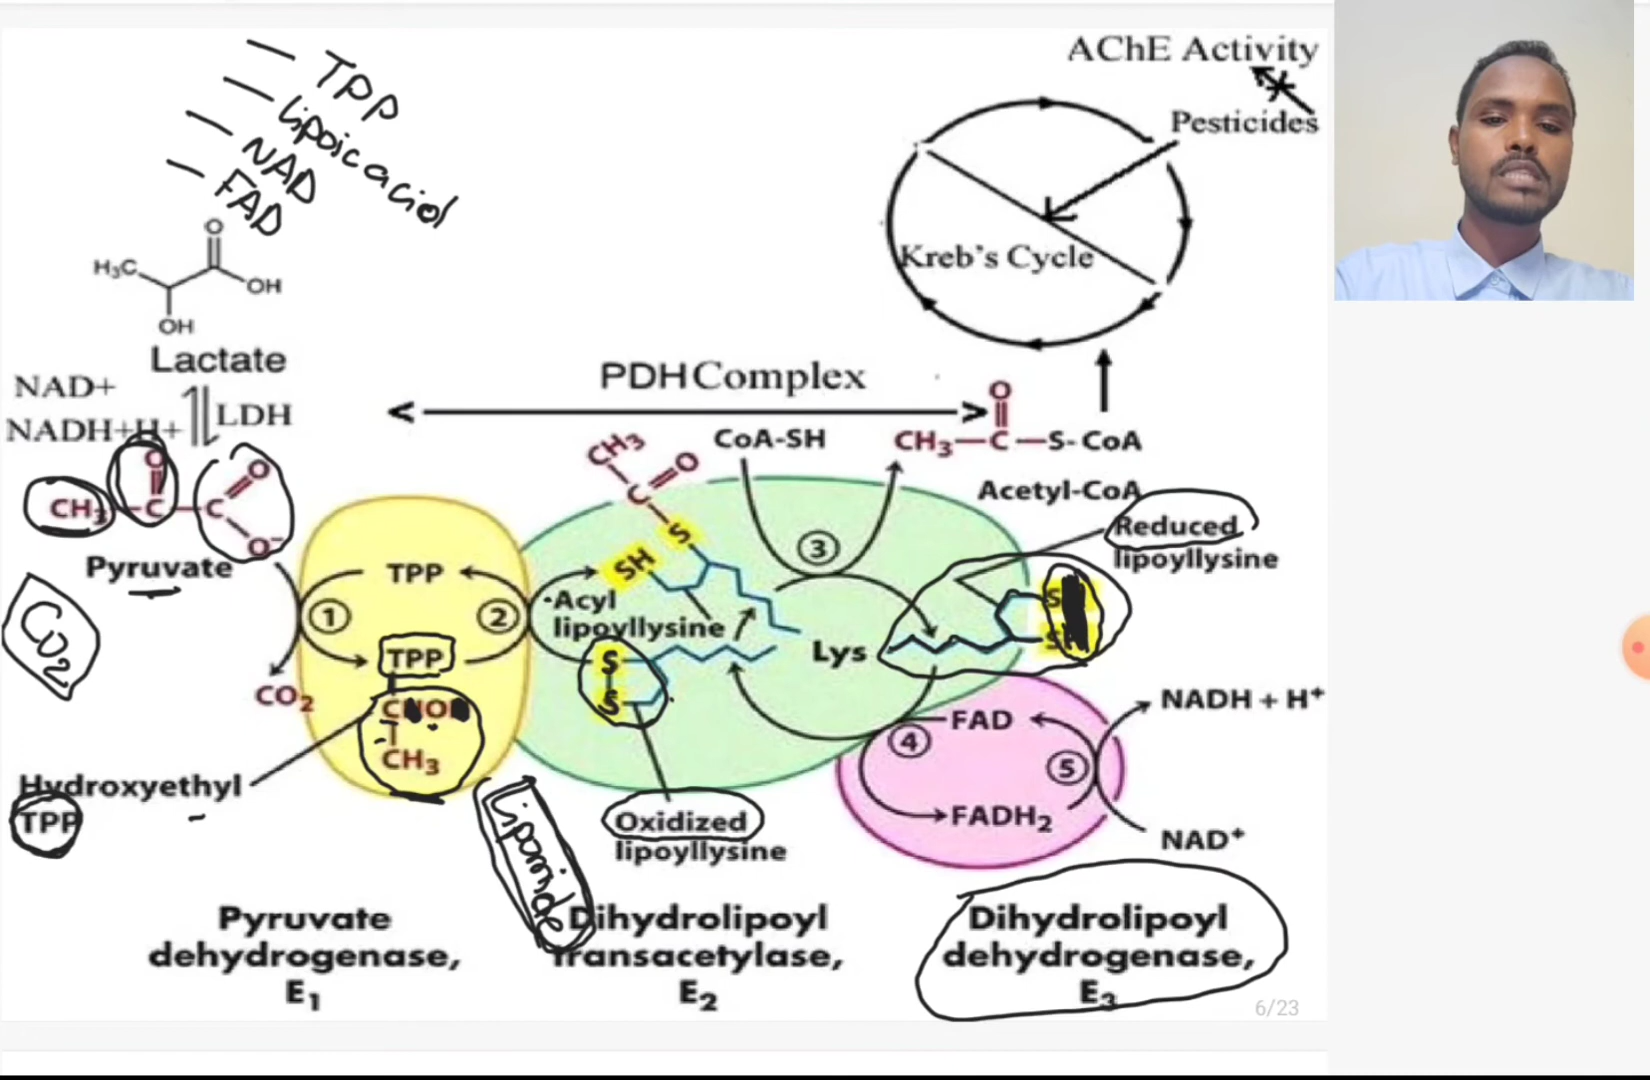 TPP
lipoic acid
NAD
FAD
AChE Activity
Pesticides
Kreb's Cycle
O
H₃C
OH
OH
Lactate
NAD+
NADH+H+
LDH
PDH Complex
CH₃
C
O
S
SH
CoA-SH
O
CH₃—C—S-CoA
Acetyl-CoA
O
CH₃ C—C
O
O⁻
Pyruvate
CO₂
CO₂
TPP
①
②
TPP
CH₃
Hydroxyethyl
TPP
Acyl
lipoyllysine
③
Lys
S
S
Reduced
lipoyllysine
Oxidized
lipoyllysine
lipoamide
FAD
④
⑤
FADH₂
NADH + H⁺
NAD⁺
Pyruvate
dehydrogenase,
E₁
Dihydrolipoyl
transacetylase,
E₂
Dihydrolipoyl
dehydrogenase,
E₃
6/23